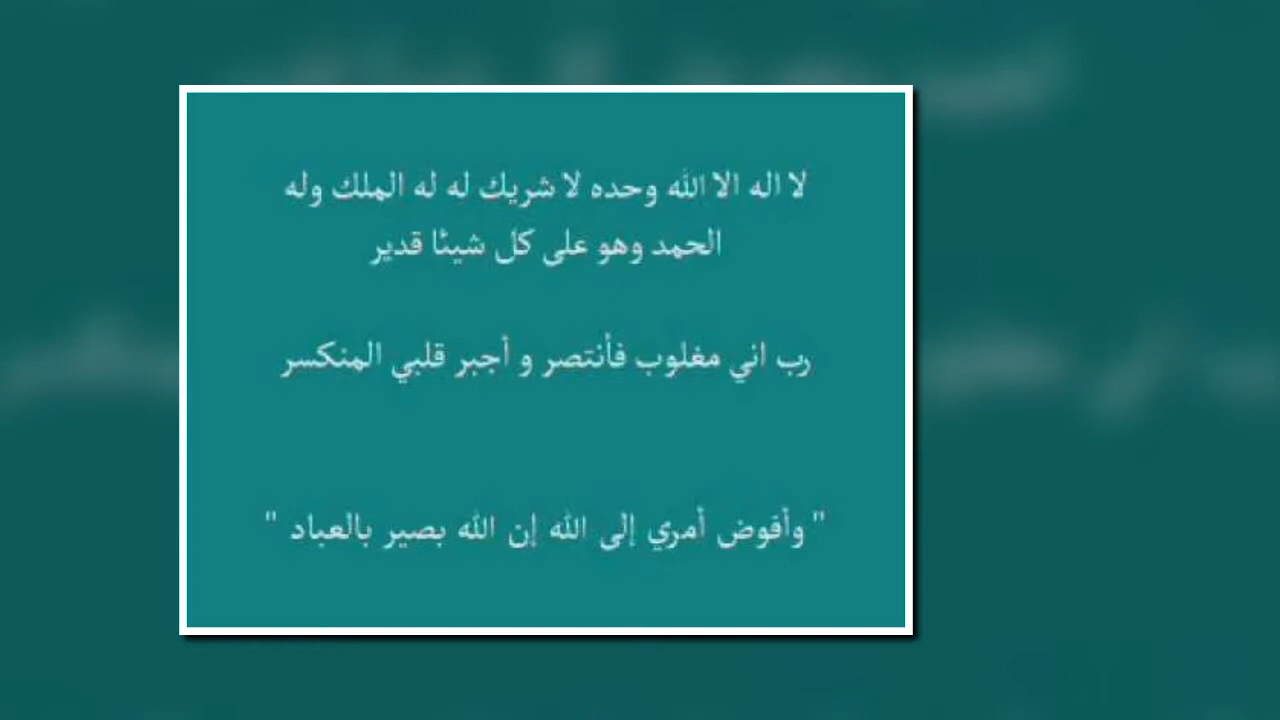 لا اله الا الله وحده لا شريك له له الملك وله
الحمد وهو على كل شيئا قدير
رب اني مغلوب فأنتصر و أجبر قلبي المنكسر
" وأفوض أمري إلى الله إن الله بصير بالعباد "